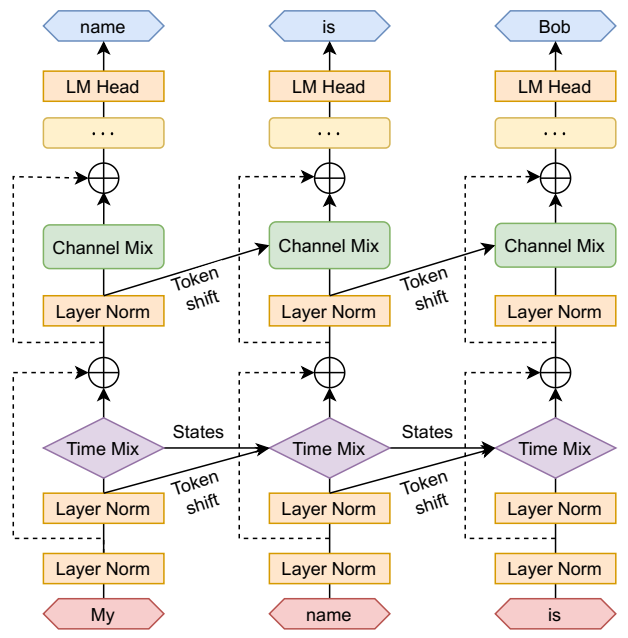 name
is
Bob
LM Head
LM Head
LM Head
...
...
...
Channel Mix
Channel Mix
Channel Mix
Token
shift
Token
shift
Layer Norm
Layer Norm
Layer Norm
States
States
Time Mix
Time Mix
Time Mix
Token
shift
Token
shift
Layer Norm
Layer Norm
Layer Norm
Layer Norm
Layer Norm
Layer Norm
My
name
is